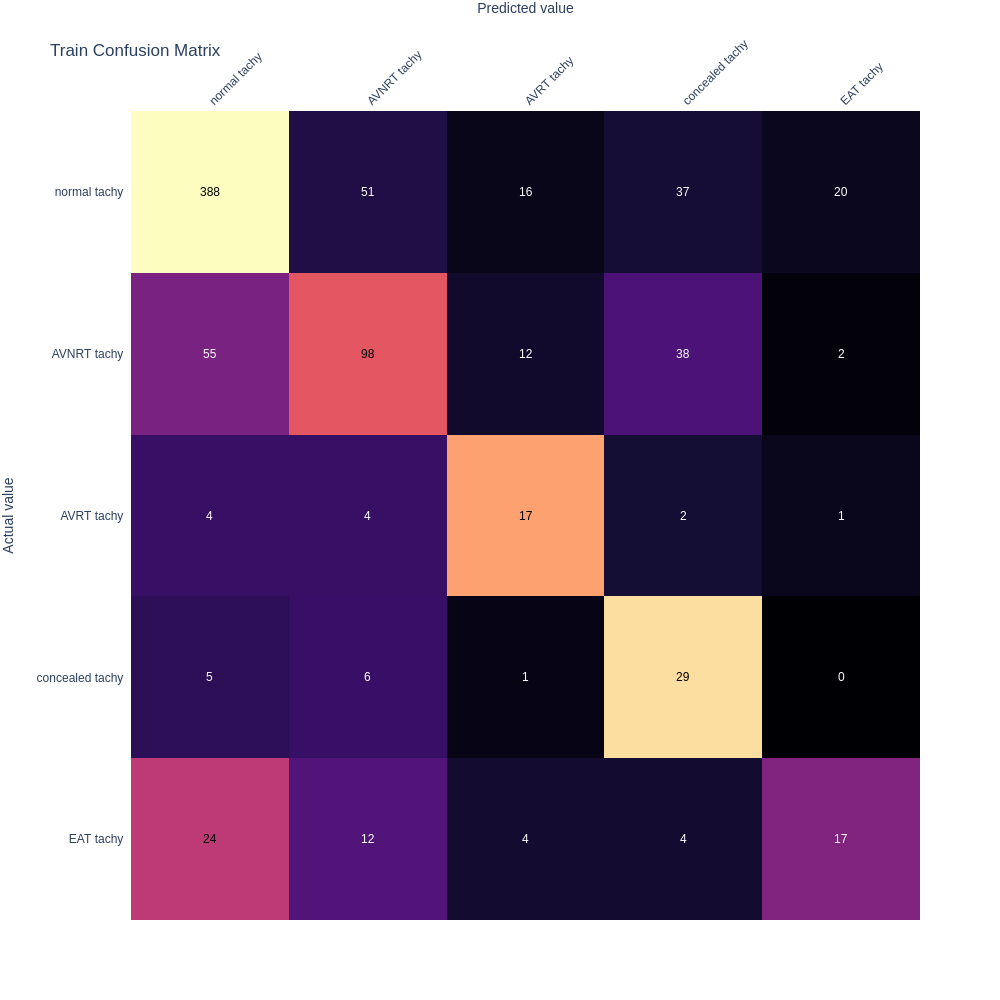 Predicted value
Train Confusion Matrix
normal tachy
AVNRT tachy
AVRT tachy
concealed tachy
EAT tachy
Actual value
normal tachy 388 51 16 37 20
AVNRT tachy 55 98 12 38 2
AVRT tachy 4 4 17 2 1
concealed tachy 5 6 1 29 0
EAT tachy 24 12 4 4 17